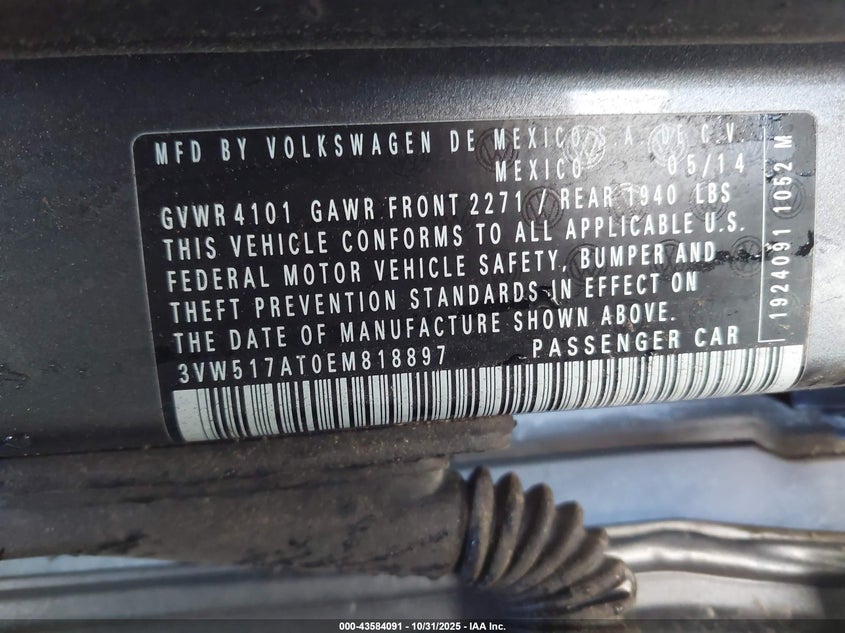 MFD BY VOLKSWAGEN DE MEXICO S.A. DE C.V.
MEXICO 05/14
GVWR 4101 GAWR FRONT 2271 / REAR 1940 LBS
THIS VEHICLE CONFORMS TO ALL APPLICABLE U.S.
FEDERAL MOTOR VEHICLE SAFETY, BUMPER AND
THEFT PREVENTION STANDARDS IN EFFECT ON
THE DATE OF MANUFACTURE SHOWN ABOVE.
3VW517AT0EM818897 PASSENGER CAR
1924091 1052 M
000-43584091 - 10/31/2025 - IAA Inc.